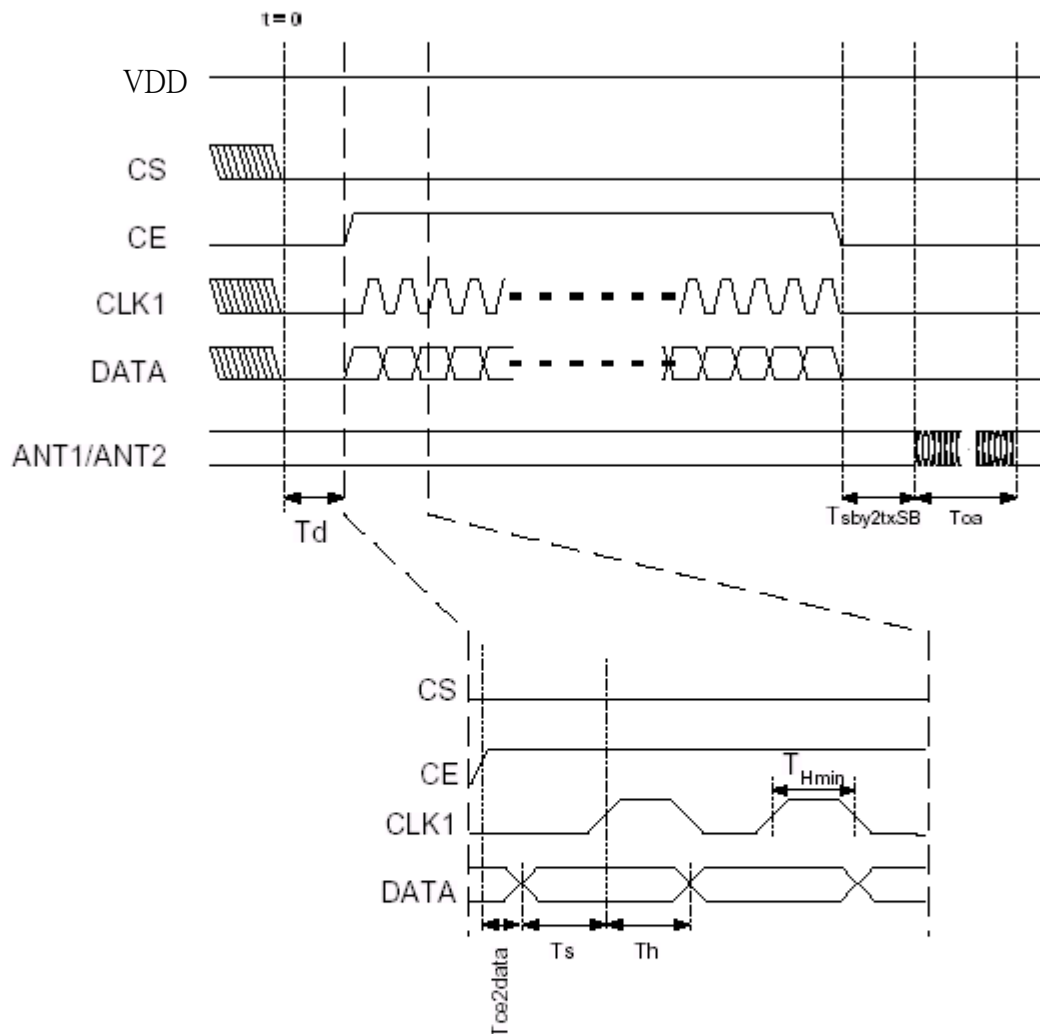 t = 0
VDD
CS
CE
CLK1
DATA
ANT1/ANT2
Td
Tsby2txSB
Toa
CS
CE
THmin
CLK1
DATA
Tce2data
Ts
Th